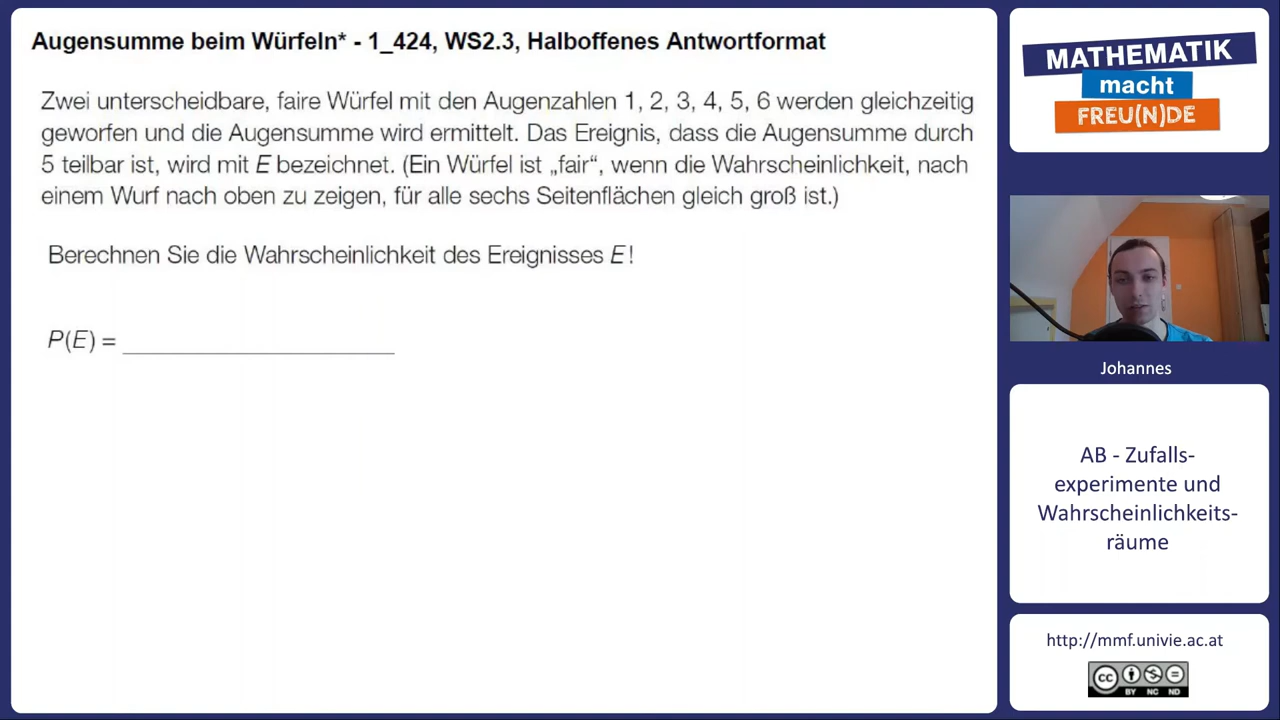 Augensumme beim Würfeln* - 1_424, WS2.3, Halboffenes Antwortformat
Zwei unterscheidbare, faire Würfel mit den Augenzahlen 1, 2, 3, 4, 5, 6 werden gleichzeitig
geworfen und die Augensumme wird ermittelt. Das Ereignis, dass die Augensumme durch
5 teilbar ist, wird mit E bezeichnet. (Ein Würfel ist „fair“, wenn die Wahrscheinlichkeit, nach
einem Wurf nach oben zu zeigen, für alle sechs Seitenflächen gleich groß ist.)
Berechnen Sie die Wahrscheinlichkeit des Ereignisses E!
P(E) = ____________________
MATHEMATIK
macht
FREU(N)DE
Johannes
AB - Zufalls-
experimente und
Wahrscheinlichkeits-
räume
http://mmf.univie.ac.at
cc
BY NC ND